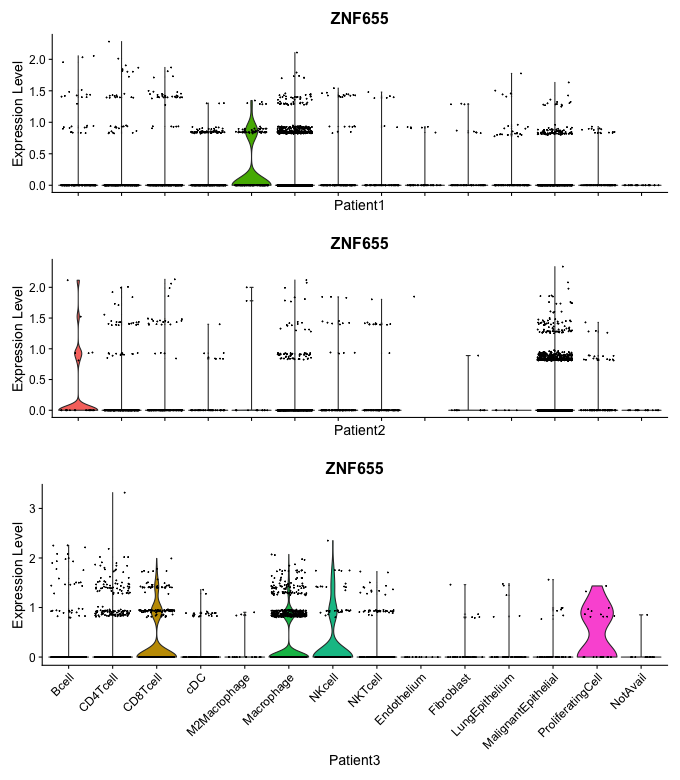 ZNF655
Expression Level
2.0
1.5
1.0
0.5
0.0
Patient1
ZNF655
Expression Level
2.0
1.5
1.0
0.5
0.0
Patient2
ZNF655
Expression Level
3
2
1
0
Bcell
CD4Tcell
CD8Tcell
cDC
M2Macrophage
Macrophage
NKcell
NKTcell
Endothelium
Fibroblast
LungEpithelium
MalignantEpithelial
ProliferatingCell
NotAvail
Patient3